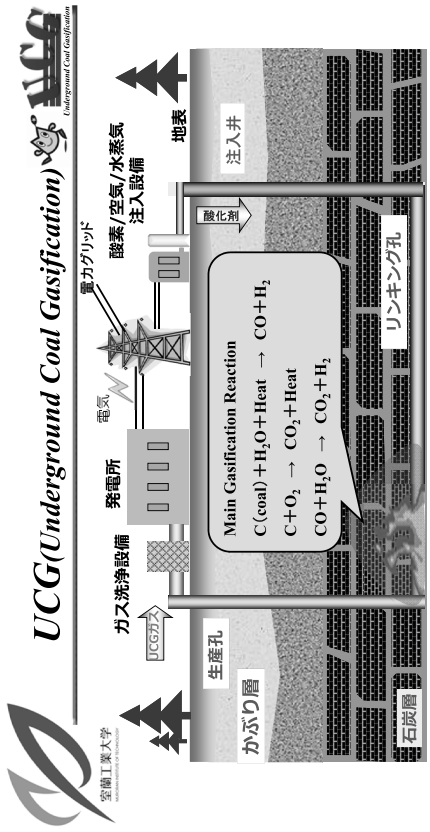 UCG(Underground Coal Gasification)
UCG
Underground Coal Gasification
室蘭工業大学
MURORAN INSTITUTE OF TECHNOLOGY
電力グリッド
電気
発電所
ガス洗浄設備
UCGガス
酸素/空気/水蒸気
注入設備
地表
生産孔
注入井
酸化剤
かぶり層
Main Gasification Reaction
C(coal)+H₂O+Heat → CO+H₂
C+O₂ → CO₂+Heat
CO+H₂O → CO₂+H₂
リンキング孔
石炭層